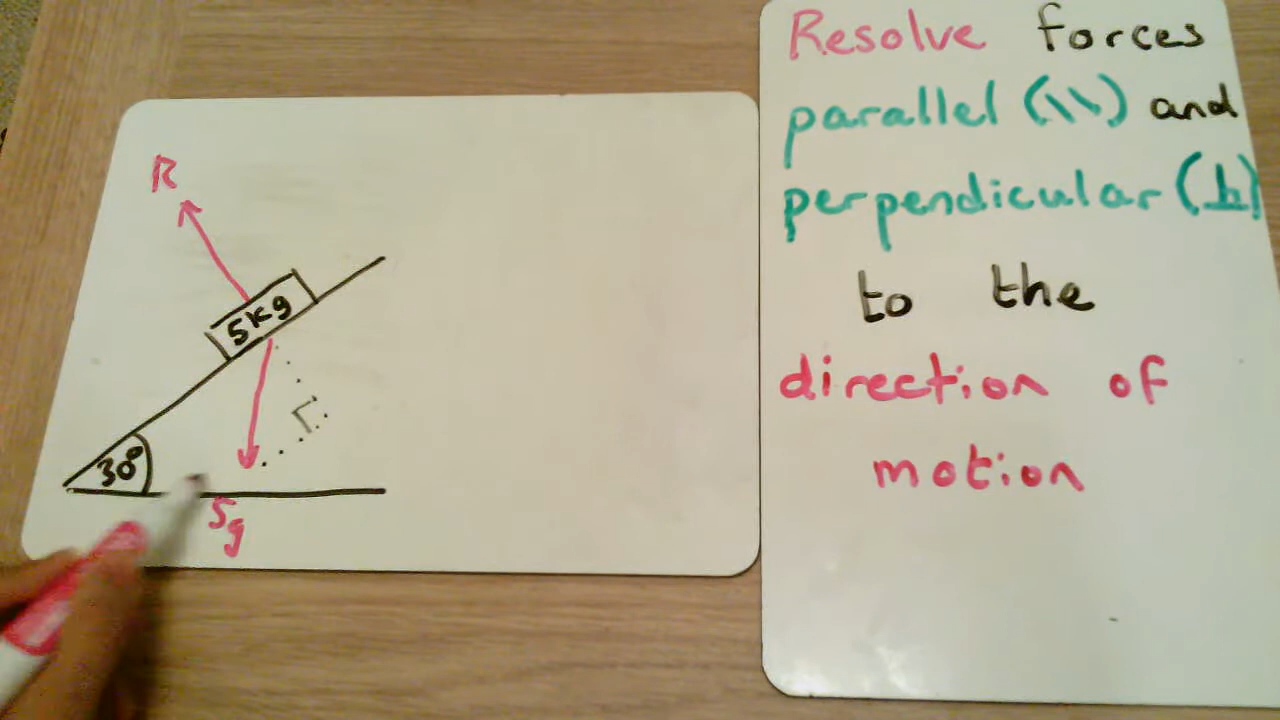 R
5kg
30°
5g
Resolve forces
parallel (\\) and
perpendicular (⊥)
to the
direction of
motion